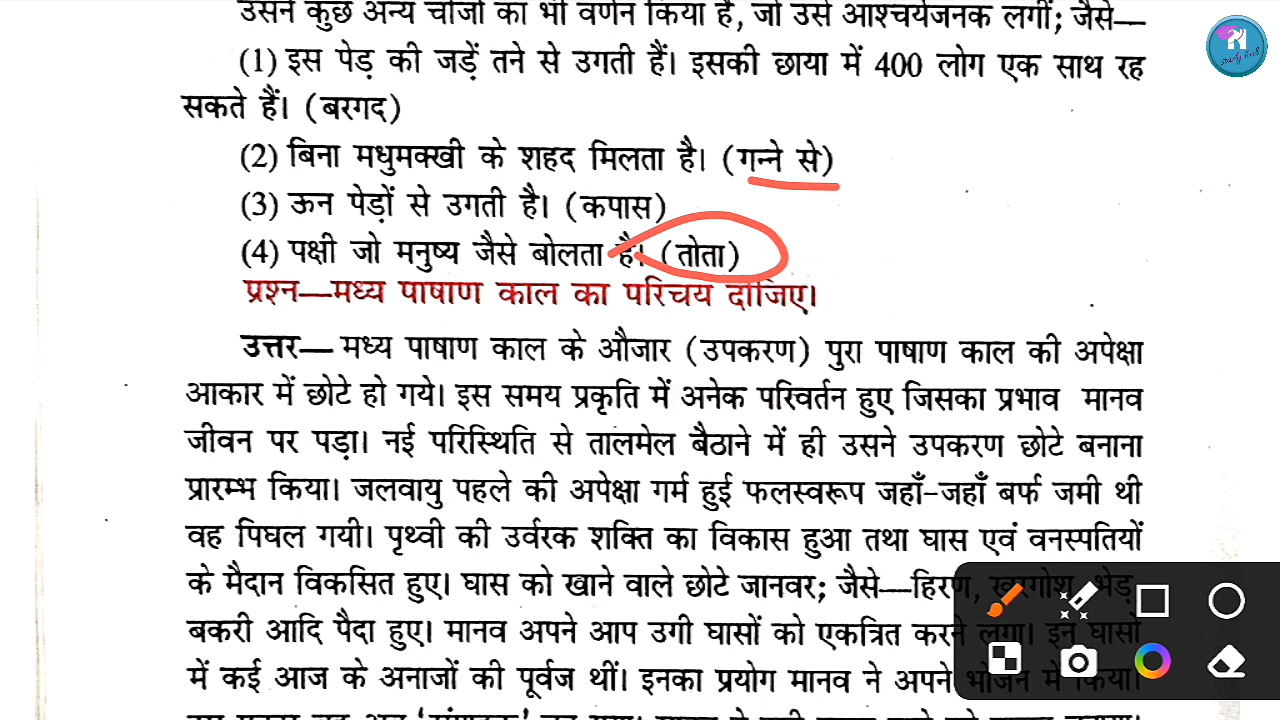 उसने कुछ अन्य चीजों का भी वर्णन किया है, जो उसे आश्चर्यजनक लगीं; जैसे—
(1) इस पेड़ की जड़ें तने से उगती हैं। इसकी छाया में 400 लोग एक साथ रह
सकते हैं। (बरगद)
(2) बिना मधुमक्खी के शहद मिलता है। (गन्ने से)
(3) ऊन पेड़ों से उगती है। (कपास)
(4) पक्षी जो मनुष्य जैसे बोलता है। (तोता)
प्रश्न—मध्य पाषाण काल का परिचय दीजिए।
उत्तर— मध्य पाषाण काल के औजार (उपकरण) पुरा पाषाण काल की अपेक्षा
आकार में छोटे हो गये। इस समय प्रकृति में अनेक परिवर्तन हुए जिसका प्रभाव मानव
जीवन पर पड़ा। नई परिस्थिति से तालमेल बैठाने में ही उसने उपकरण छोटे बनाना
प्रारम्भ किया। जलवायु पहले की अपेक्षा गर्म हुई फलस्वरूप जहाँ-जहाँ बर्फ जमी थी
वह पिघल गयी। पृथ्वी की उर्वरक शक्ति का विकास हुआ तथा घास एवं वनस्पतियों
के मैदान विकसित हुए। घास को खाने वाले छोटे जानवर; जैसे—हिरण, खरगोश, भेड़,
बकरी आदि पैदा हुए। मानव अपने आप उगी घासों को एकत्रित करने लगा। इन घासों
में कई आज के अनाजों की पूर्वज थीं। इनका प्रयोग मानव ने अपने भोजन में किया।